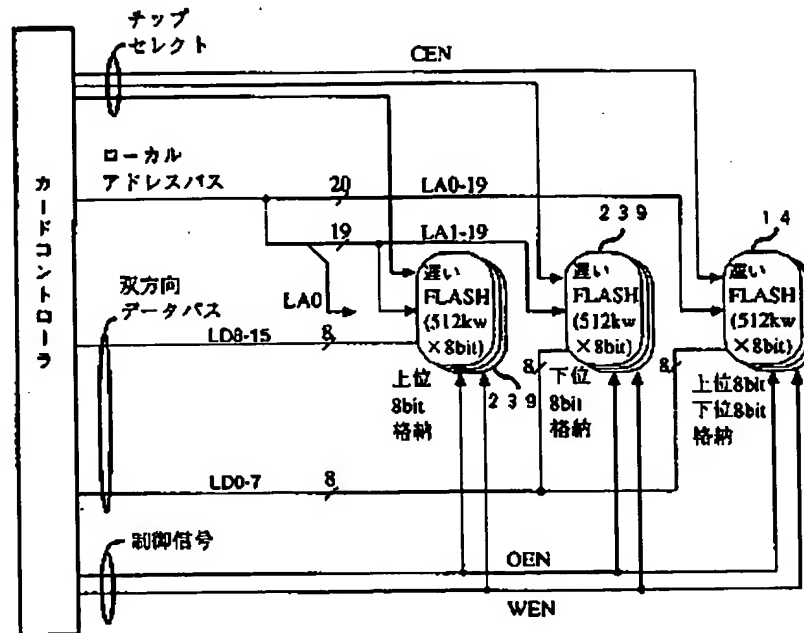 チップ
セレクト
CEN
ローカル
アドレスバス
20
LA0-19
19
LA1-19
239
14
カードコントローラ
双方向
データバス
LA0
遅い
FLASH
(512kw
×8bit)
遅い
FLASH
(512kw
×8bit)
遅い
FLASH
(512kw
×8bit)
LD8-15
8
8
8
上位
8bit
格納
239
下位
8bit
格納
上位8bit
下位8bit
格納
LD0-7
8
制御信号
OEN
WEN